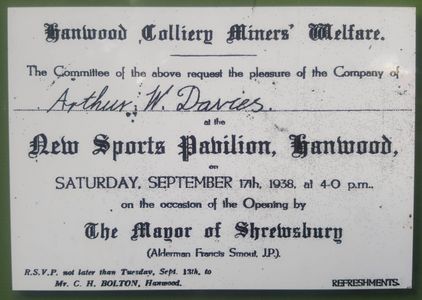 Hanwood Colliery Miners' Welfare.
The Committee of the above request the pleasure of the Company of
Arthur W. Davies.
at the
New Sports Pavilion, Hanwood,
on
SATURDAY, SEPTEMBER 17th, 1938, at 4-0 p.m.,
on the occasion of the Opening by
The Mayor of Shrewsbury
(Alderman Francis Smout, J.P.).
R.S.V.P. not later than Tuesday, Sept. 13th, to
Mr. C. H. BOLTON, Hanwood.
REFRESHMENTS.